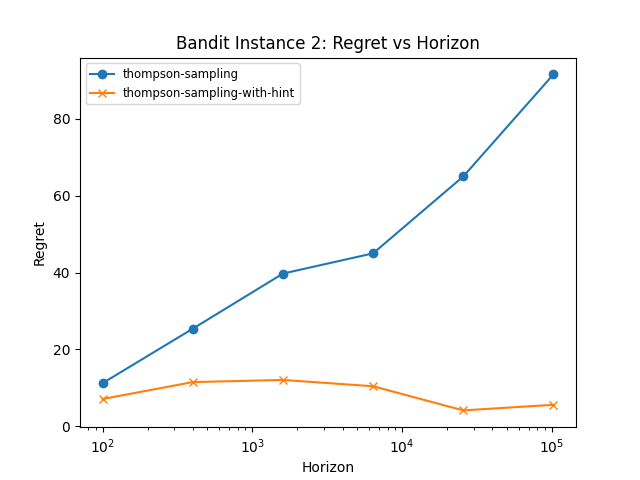 Bandit Instance 2: Regret vs Horizon
thompson-sampling
thompson-sampling-with-hint
80
60
40
20
0
Regret
10² 10³ 10⁴ 10⁵
Horizon